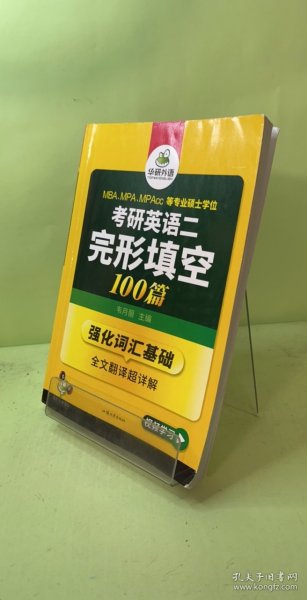 华研外语
MBA、MPA、MPAcc 等专业硕士学位
考研英语二
完形填空
100篇
韦月丽 主编
强化词汇基础
全文翻译超详解
视频学习
孔夫子旧书网